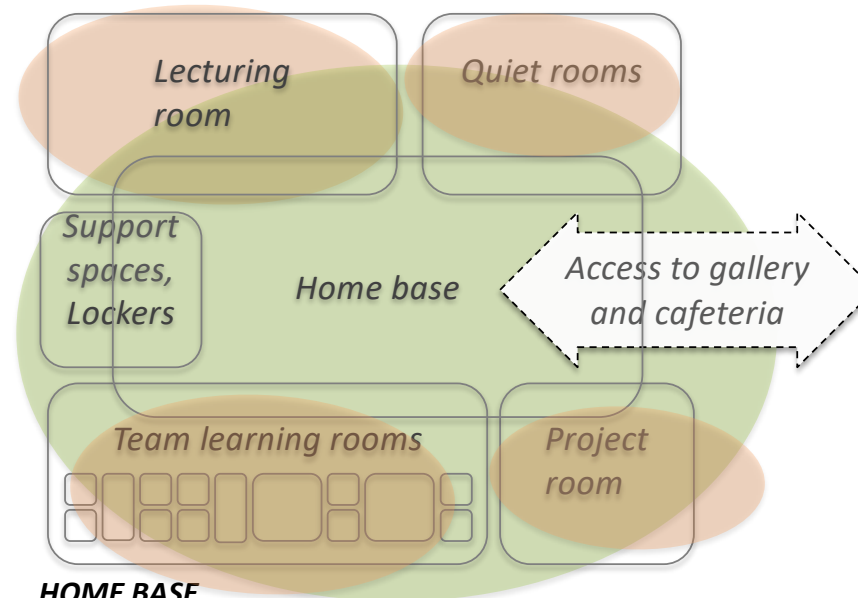 Lecturing
room
Quiet rooms
Support
spaces,
Lockers
Home base
Access to gallery
and cafeteria
Team learning rooms
Project
room
HOME BASE